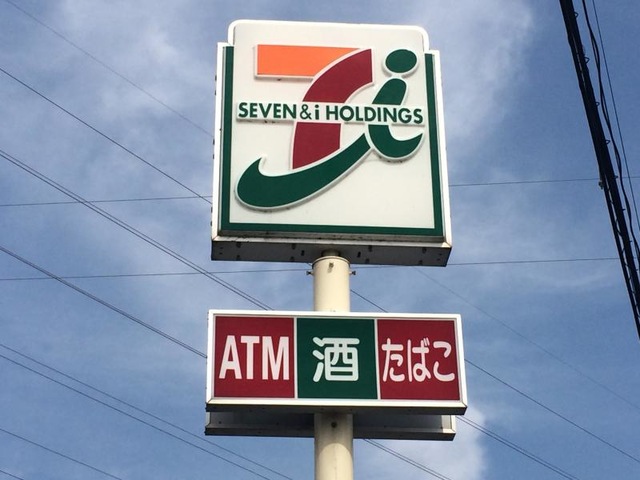 SEVEN&i HOLDINGS
ATM 酒 たばこ